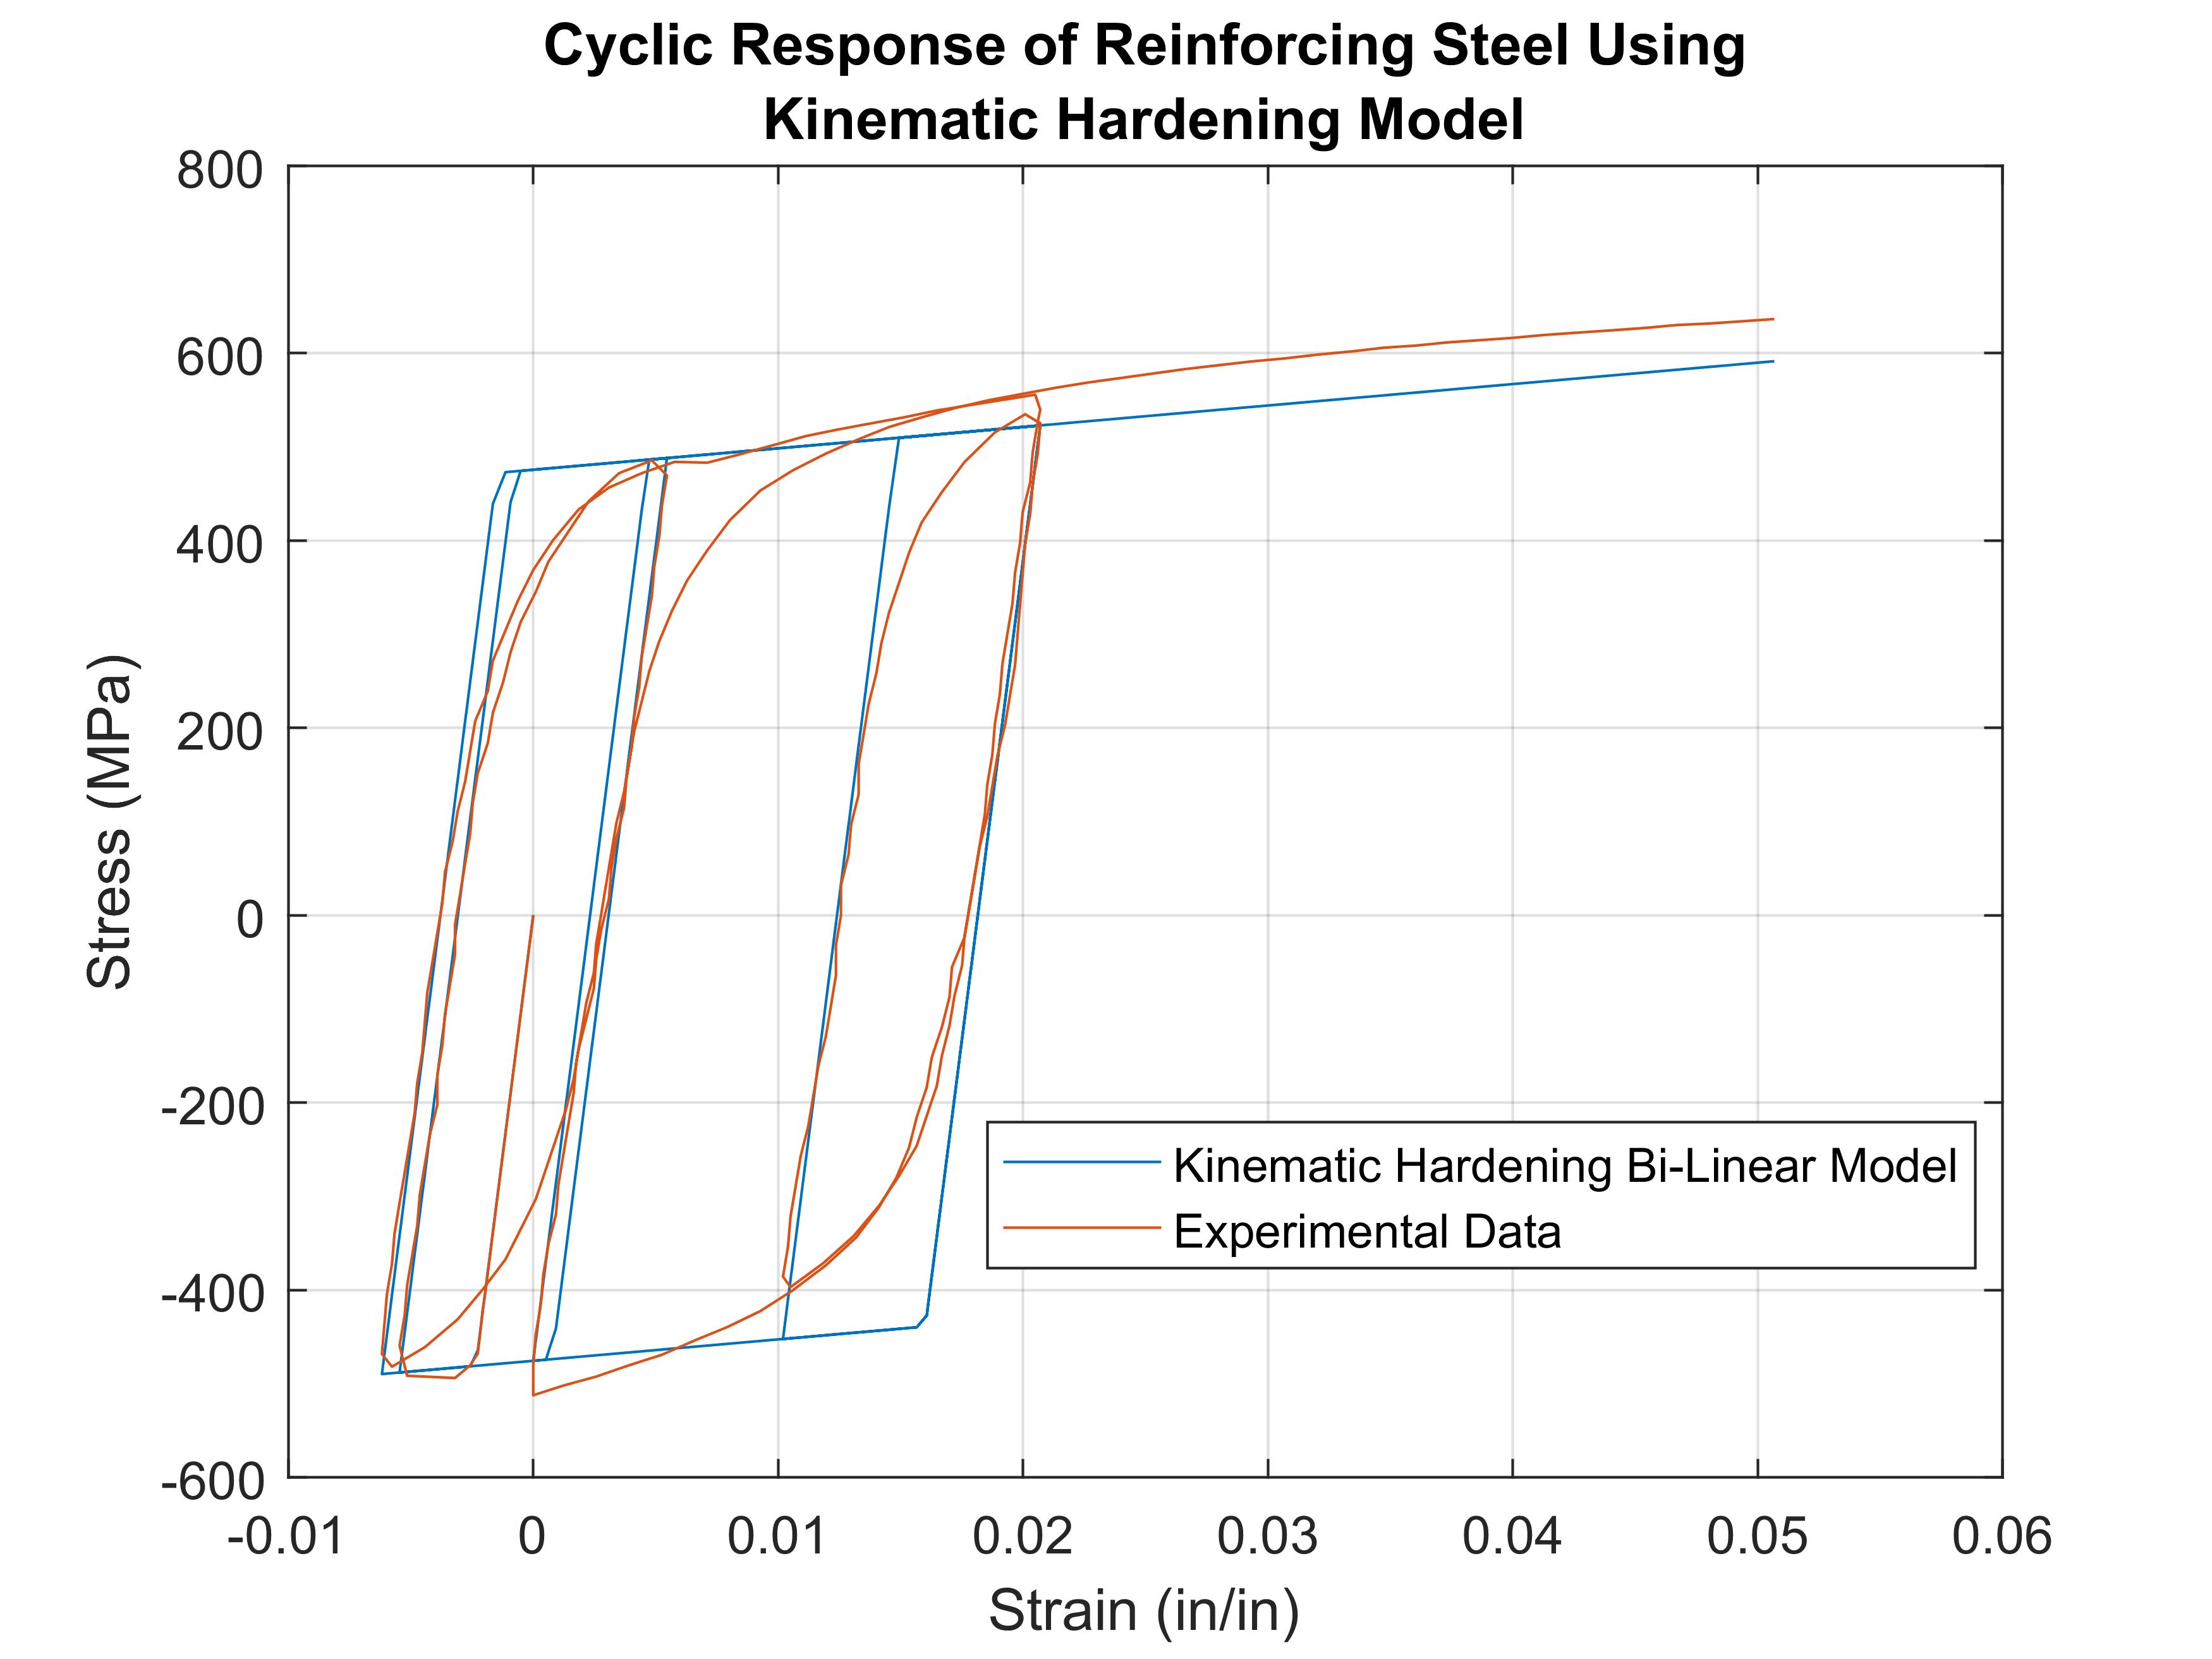 Cyclic Response of Reinforcing Steel Using
Kinematic Hardening Model
800
600
400
200
0
-200
-400
-600
Stress (MPa)
Kinematic Hardening Bi-Linear Model
Experimental Data
-0.01 0 0.01 0.02 0.03 0.04 0.05 0.06
Strain (in/in)